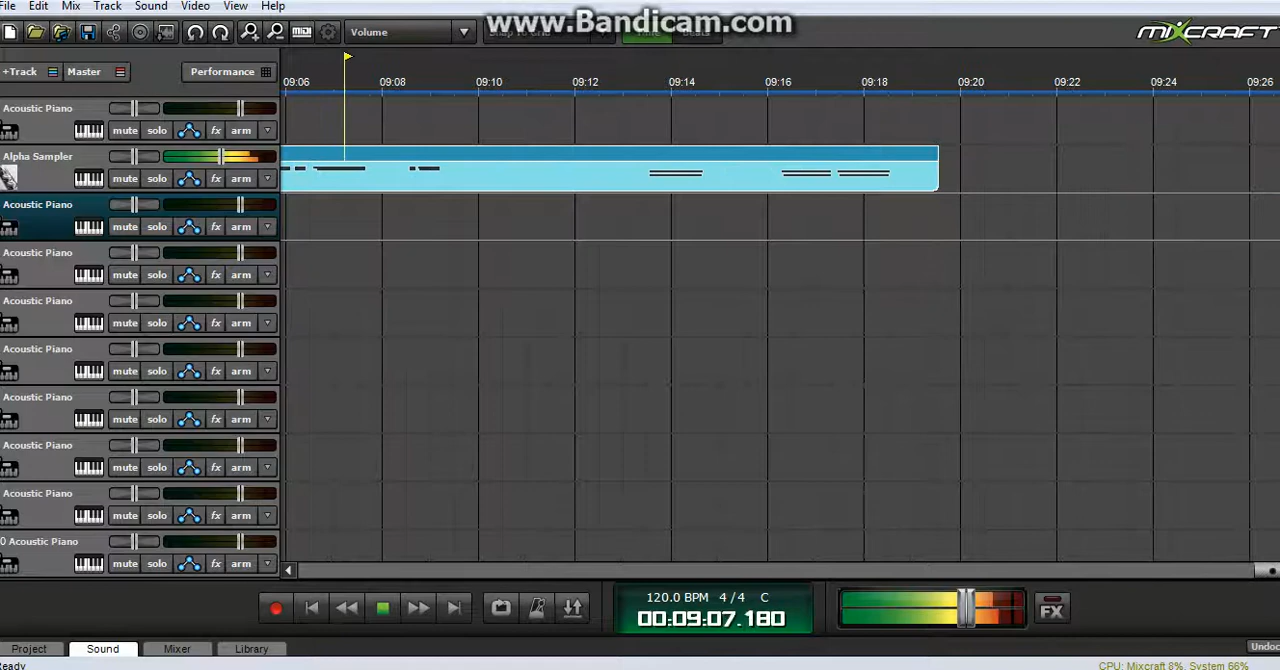 www.Bandicam.com
File Edit Mix Track Sound Video View Help
Volume
MIXCRAFT
+Track Master Performance
09:06 09:08 09:10 09:12 09:14 09:16 09:18 09:20 09:22 09:24 09:26
Acoustic Piano
mute solo fx arm
Alpha Sampler
mute solo fx arm
Acoustic Piano
mute solo fx arm
Acoustic Piano
mute solo fx arm
Acoustic Piano
mute solo fx arm
Acoustic Piano
mute solo fx arm
Acoustic Piano
mute solo fx arm
Acoustic Piano
mute solo fx arm
Acoustic Piano
mute solo fx arm
0 Acoustic Piano
mute solo fx arm
120.0 BPM 4/4 C
00:09:07.180
FX
Project Sound Mixer Library
Undoc
Ready
CPU: Mixcraft 8%, System 66%